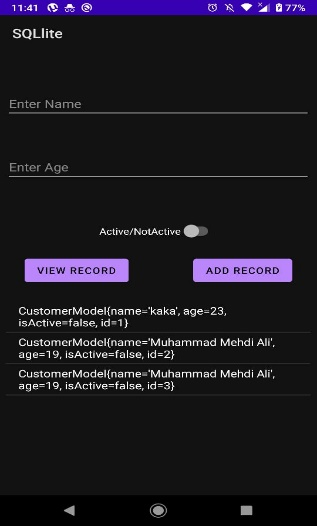 11:41 77%
SQLlite
Enter Name
Enter Age
Active/NotActive
VIEW RECORD ADD RECORD
CustomerModel{name='kaka', age=23,
isActive=false, id=1}
CustomerModel{name='Muhammad Mehdi Ali',
age=19, isActive=false, id=2}
CustomerModel{name='Muhammad Mehdi Ali',
age=19, isActive=false, id=3}